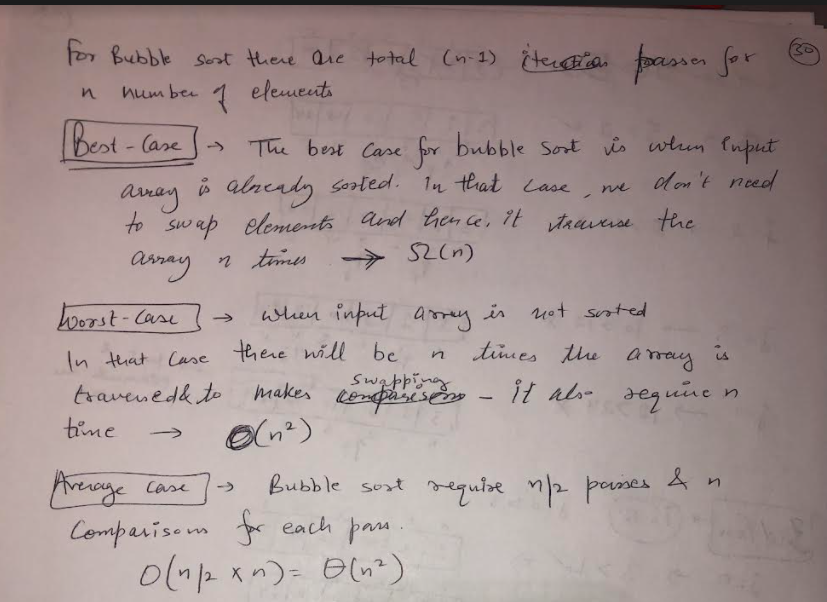 For Bubble sort there are total (n-1) iteration passes for
30
n number of elements
Best-Case → The best case for bubble sort is when input
array is already sorted. In that case, we don't need
to swap elements and hence, it traverse the
array n times → Ω(n)
Worst-Case → when input array is not sorted
In that case there will be n times the array is
swapping
traversed & to makes comparisems – it also require n
time → O(n²)
Average case → Bubble sort require n/2 passes & n
Comparisons for each pass.
O(n/2 x n) = Θ(n²)